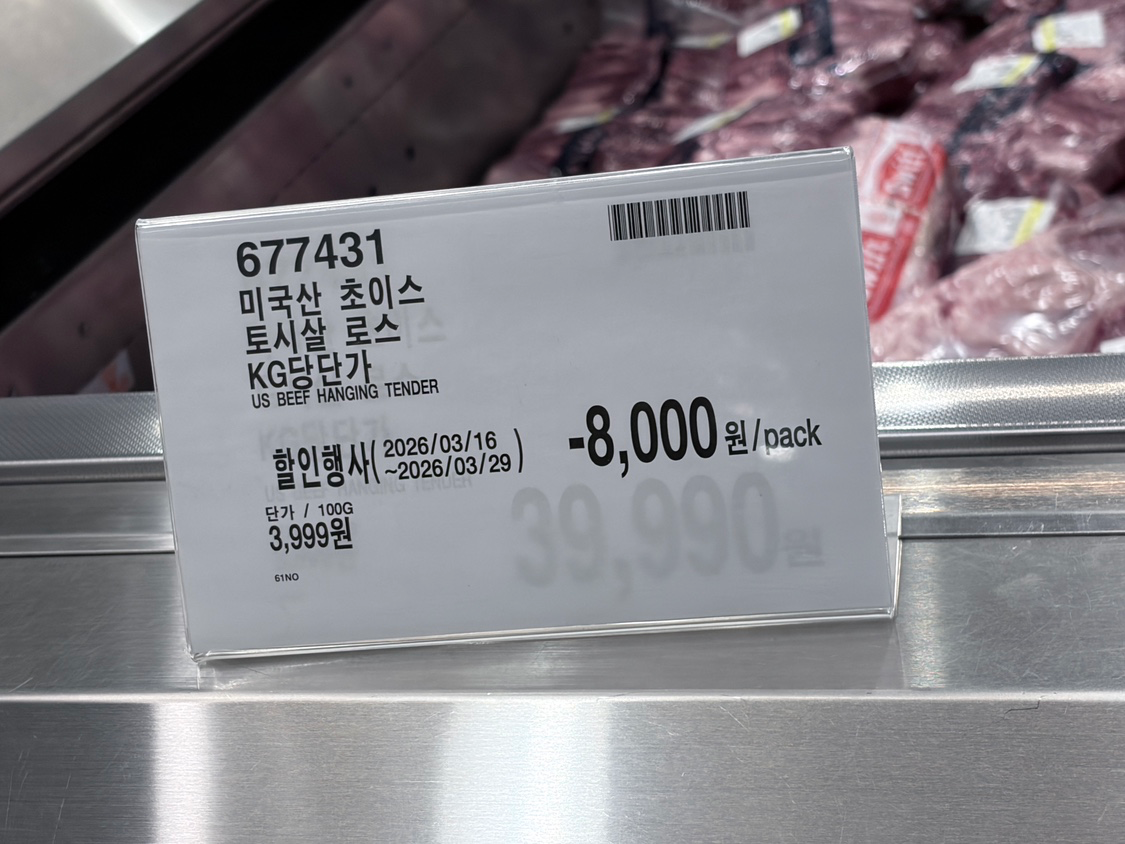 677431
미국산 초이스
토시살 로스
KG당단가
US BEEF HANGING TENDER
할인행사(2026/03/16
~2026/03/29)
-8,000원/pack
39,990원
단가 / 100G
3,999원
61NO